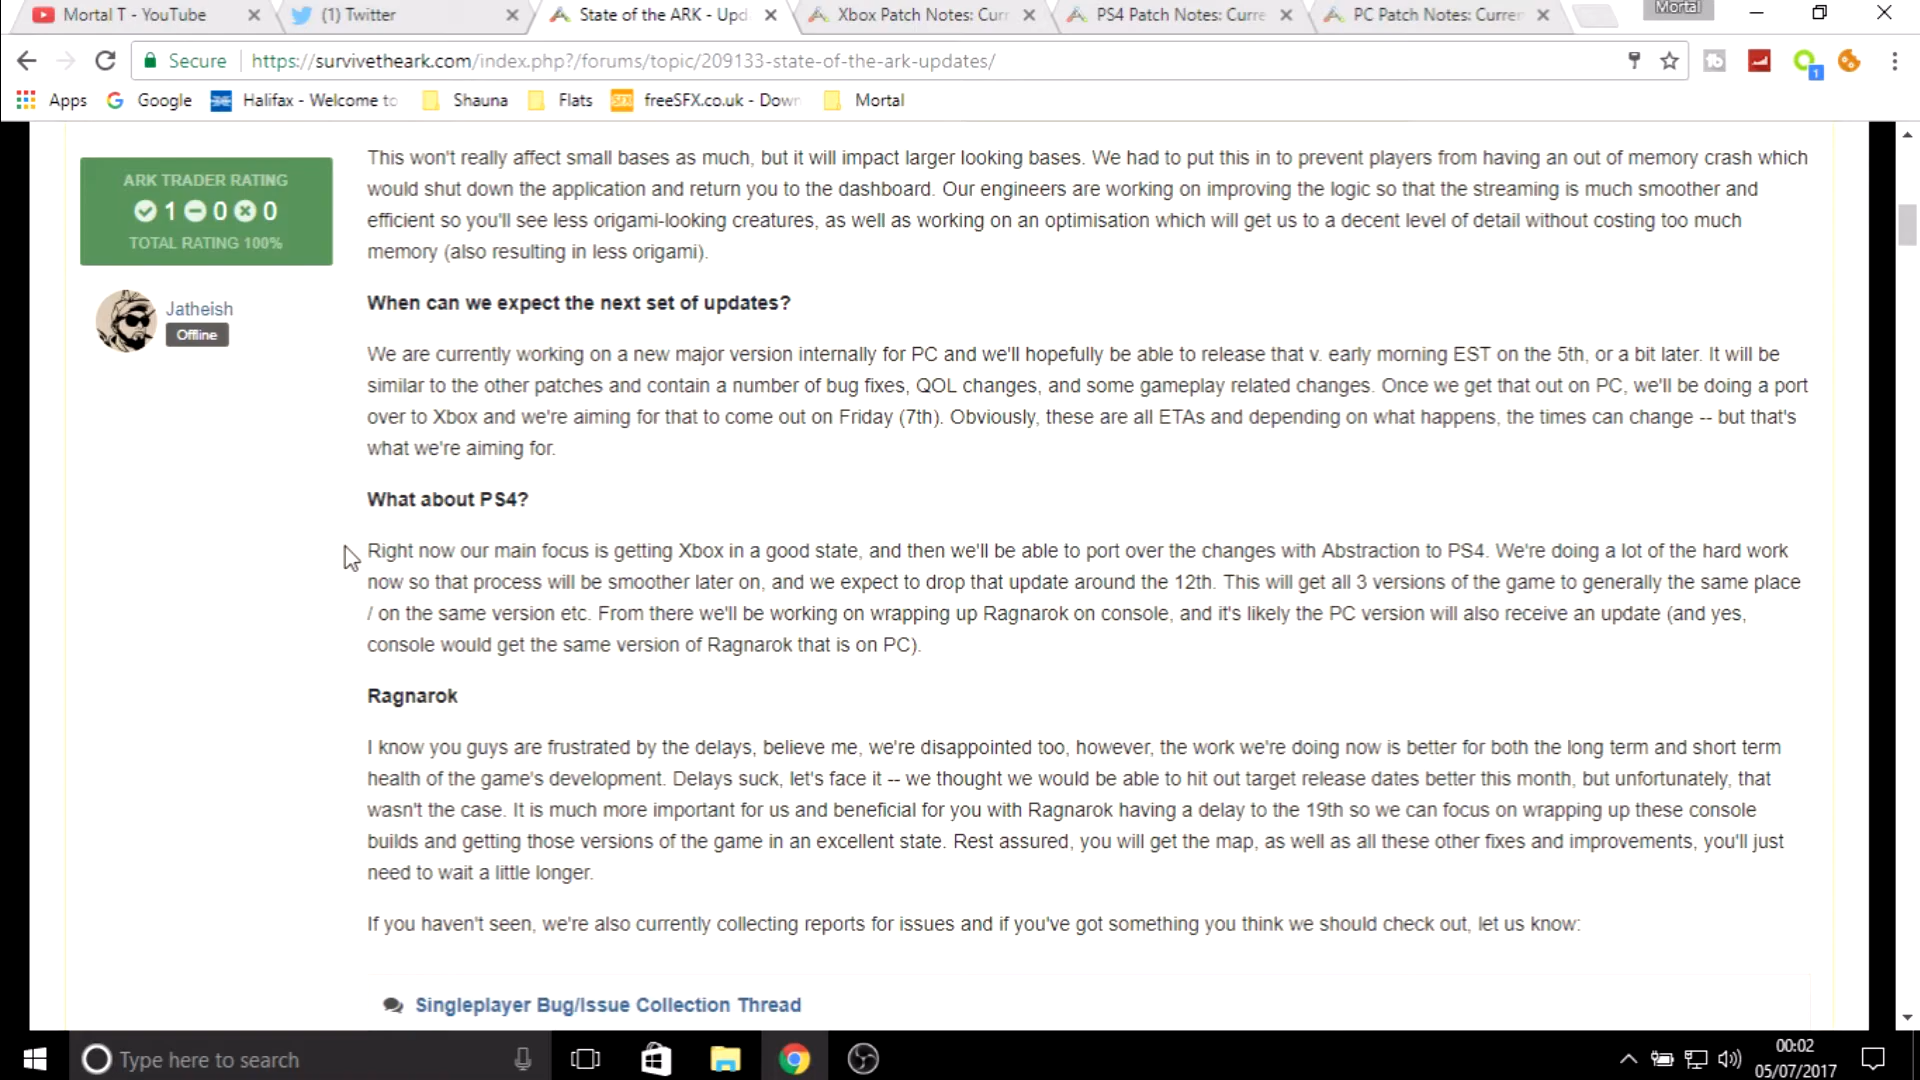 Mortal T - YouTube
(1) Twitter
State of the ARK - Upd
Xbox Patch Notes: Curr
PS4 Patch Notes: Curre
PC Patch Notes: Curren
Mortal
Secure
https://survivetheark.com/index.php?/forums/topic/209133-state-of-the-ark-updates/
1
Apps
Google
Halifax - Welcome to
Shauna
Flats
freeSFX.co.uk - Down
Mortal
ARK TRADER RATING
1 0 0
TOTAL RATING 100%
Jatheish
Offline
This won't really affect small bases as much, but it will impact larger looking bases. We had to put this in to prevent players from having an out of memory crash which
would shut down the application and return you to the dashboard. Our engineers are working on improving the logic so that the streaming is much smoother and
efficient so you'll see less origami-looking creatures, as well as working on an optimisation which will get us to a decent level of detail without costing too much
memory (also resulting in less origami).
When can we expect the next set of updates?
We are currently working on a new major version internally for PC and we'll hopefully be able to release that v. early morning EST on the 5th, or a bit later. It will be
similar to the other patches and contain a number of bug fixes, QOL changes, and some gameplay related changes. Once we get that out on PC, we'll be doing a port
over to Xbox and we're aiming for that to come out on Friday (7th). Obviously, these are all ETAs and depending on what happens, the times can change -- but that's
what we're aiming for.
What about PS4?
Right now our main focus is getting Xbox in a good state, and then we'll be able to port over the changes with Abstraction to PS4. We're doing a lot of the hard work
now so that process will be smoother later on, and we expect to drop that update around the 12th. This will get all 3 versions of the game to generally the same place
/ on the same version etc. From there we'll be working on wrapping up Ragnarok on console, and it's likely the PC version will also receive an update (and yes,
console would get the same version of Ragnarok that is on PC).
Ragnarok
I know you guys are frustrated by the delays, believe me, we're disappointed too, however, the work we're doing now is better for both the long term and short term
health of the game's development. Delays suck, let's face it -- we thought we would be able to hit out target release dates better this month, but unfortunately, that
wasn't the case. It is much more important for us and beneficial for you with Ragnarok having a delay to the 19th so we can focus on wrapping up these console
builds and getting those versions of the game in an excellent state. Rest assured, you will get the map, as well as all these other fixes and improvements, you'll just
need to wait a little longer.
If you haven't seen, we're also currently collecting reports for issues and if you've got something you think we should check out, let us know:
Singleplayer Bug/Issue Collection Thread
Type here to search
00:02
05/07/2017